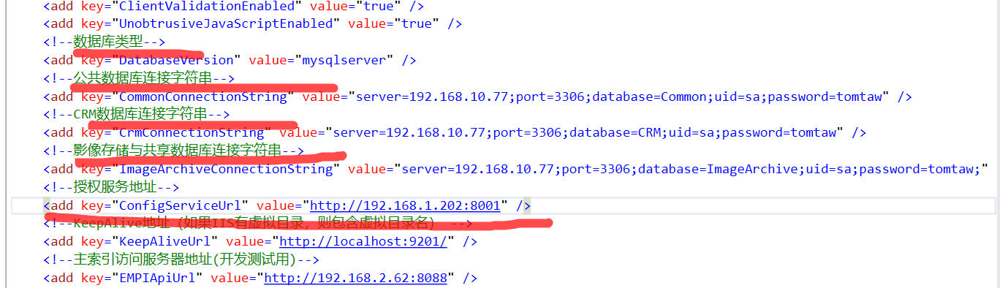 <add key="ClientValidationEnabled" value="true" />
<add key="UnobtrusiveJavaScriptEnabled" value="true" />
<!--数据库类型-->
<add key="DatabaseVersion" value="mysqlserver" />
<!--公共数据库连接字符串-->
<add key="CommonConnectionString" value="server=192.168.10.77;port=3306;database=Common;uid=sa;password=tomtaw" />
<!--CRM数据库连接字符串-->
<add key="CrmConnectionString" value="server=192.168.10.77;port=3306;database=CRM;uid=sa;password=tomtaw" />
<!--影像存储与共享数据库连接字符串-->
<add key="ImageArchiveConnectionString" value="server=192.168.10.77;port=3306;database=ImageArchive;uid=sa;password=tomtaw;"
<!--授权服务地址-->
<add key="ConfigServiceUrl" value="http://192.168.1.202:8001" />
<!--KeepAlive地址（如果IIS有虚拟目录，则包含虚拟目录名） -->
<add key="KeepAliveUrl" value="http://localhost:9201/" />
<!--主索引访问服务器地址(开发测试用)-->
<add key="EMPIApiUrl" value="http://192.168.2.62:8088" />